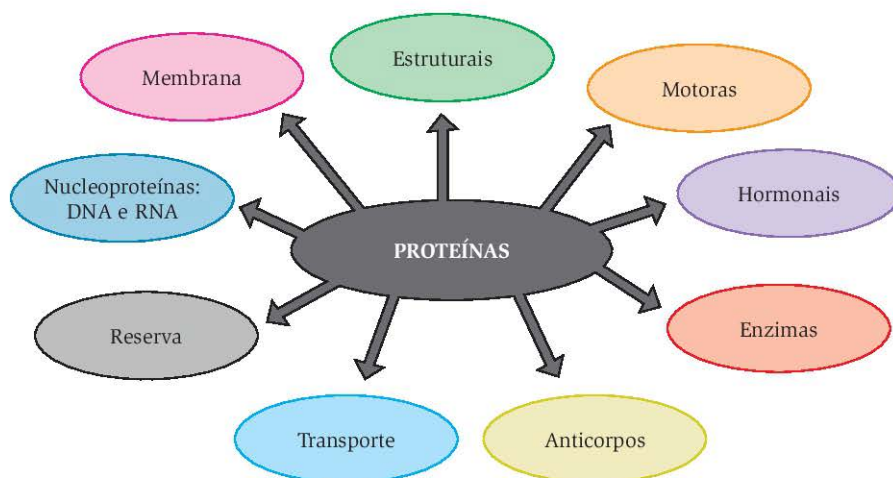 Estruturais
Membrana
Motoras
Nucleoproteínas:
DNA e RNA
Hormonais
PROTEÍNAS
Reserva
Enzimas
Transporte
Anticorpos